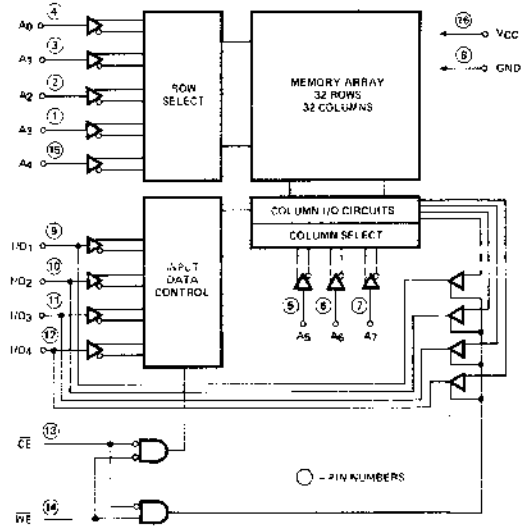 A0 4
A1 3
A2 2
A3 1
A4 15
ROW
SELECT
MEMORY ARRAY
32 ROWS
32 COLUMNS
16 VCC
8 GND
I/O1 9
I/O2 10
I/O3 11
I/O4 12
INPUT
DATA
CONTROL
COLUMN I/O CIRCUITS
COLUMN SELECT
5 6 7
A5 A6 A7
CE 13
WE 14
= PIN NUMBERS